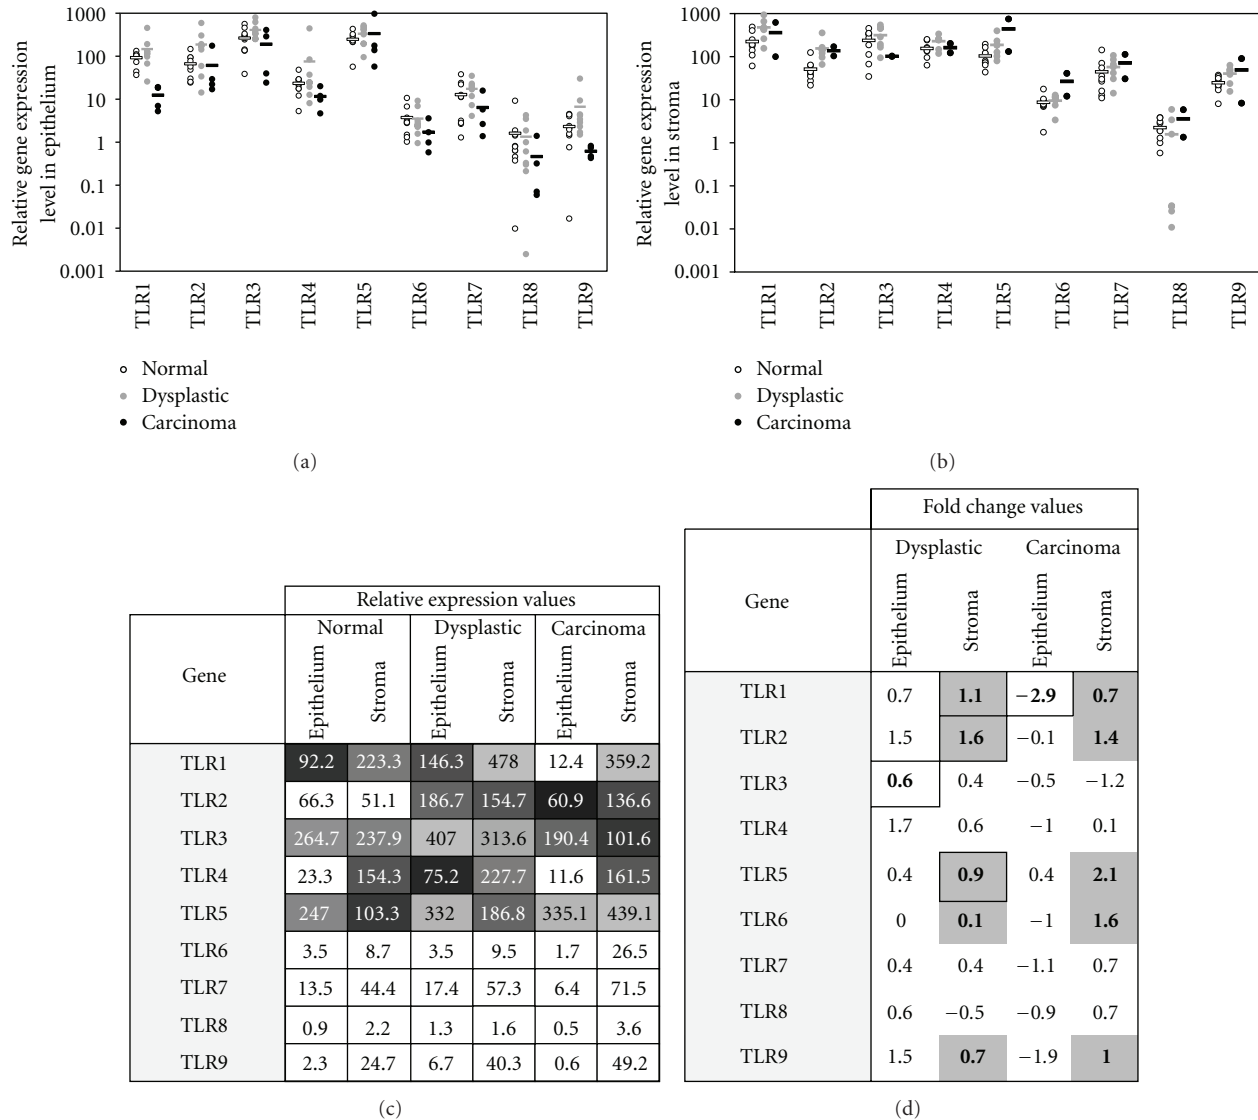 Relative gene expression
level in epithelium
1000
100
10
1
0.1
0.01
0.001
TLR1 TLR2 TLR3 TLR4 TLR5 TLR6 TLR7 TLR8 TLR9
Normal
Dysplastic
Carcinoma
(a)
Relative gene expression
level in stroma
1000
100
10
1
0.1
0.01
0.001
TLR1 TLR2 TLR3 TLR4 TLR5 TLR6 TLR7 TLR8 TLR9
Normal
Dysplastic
Carcinoma
(b)
Relative expression values
Normal Dysplastic Carcinoma
Gene Epithelium Stroma Epithelium Stroma Epithelium Stroma
TLR1 92.2 223.3 146.3 478 12.4 359.2
TLR2 66.3 51.1 186.7 154.7 60.9 136.6
TLR3 264.7 237.9 407 313.6 190.4 101.6
TLR4 23.3 154.3 75.2 227.7 11.6 161.5
TLR5 247 103.3 332 186.8 335.1 439.1
TLR6 3.5 8.7 3.5 9.5 1.7 26.5
TLR7 13.5 44.4 17.4 57.3 6.4 71.5
TLR8 0.9 2.2 1.3 1.6 0.5 3.6
TLR9 2.3 24.7 6.7 40.3 0.6 49.2
(c)
Fold change values
Dysplastic Carcinoma
Gene Epithelium Stroma Epithelium Stroma
TLR1 0.7 1.1 −2.9 0.7
TLR2 1.5 1.6 −0.1 1.4
TLR3 0.6 0.4 −0.5 −1.2
TLR4 1.7 0.6 −1 0.1
TLR5 0.4 0.9 0.4 2.1
TLR6 0 0.1 −1 1.6
TLR7 0.4 0.4 −1.1 0.7
TLR8 0.6 −0.5 −0.9 0.7
TLR9 1.5 0.7 −1.9 1
(d)